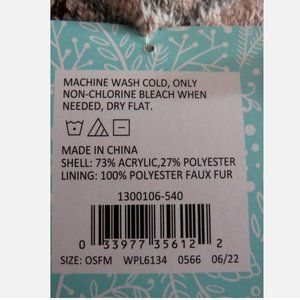 MACHINE WASH COLD, ONLY
NON-CHLORINE BLEACH WHEN
NEEDED, DRY FLAT.
MADE IN CHINA
SHELL: 73% ACRYLIC,27% POLYESTER
LINING: 100% POLYESTER FAUX FUR
1300106-540
0 33977 35612 2
SIZE: OSFM WPL6134 0566 06/22